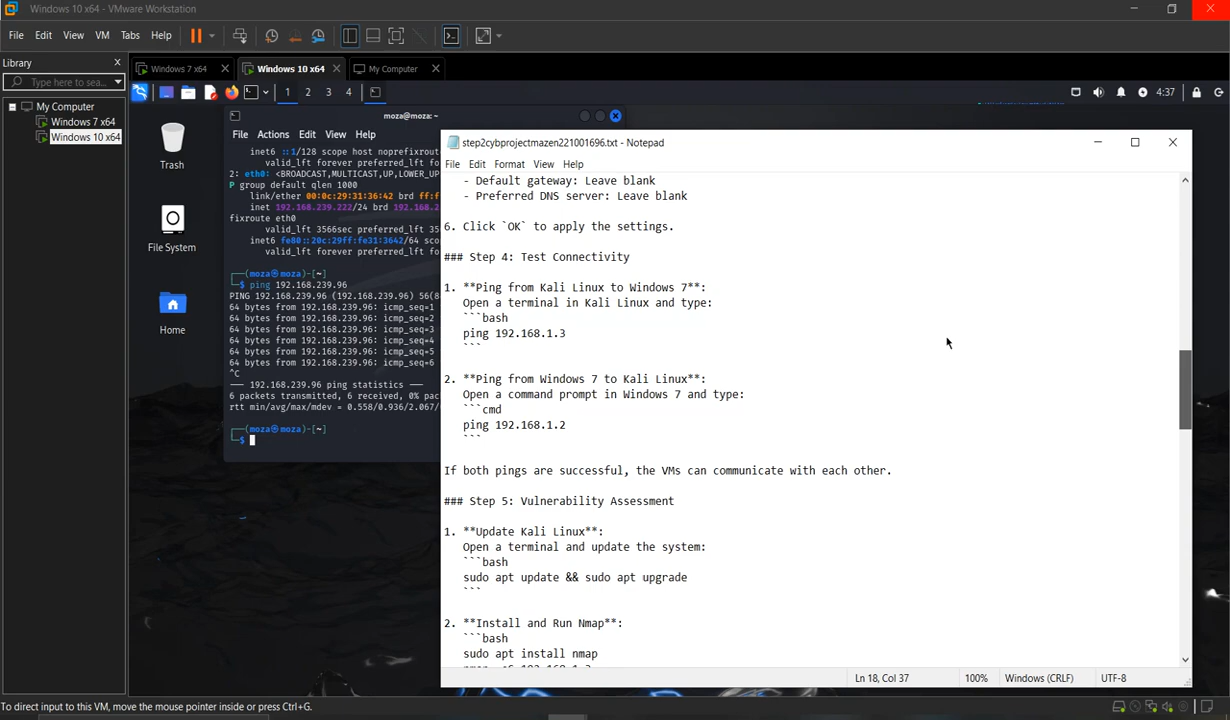 Windows 10 x64 - VMware Workstation
File Edit View VM Tabs Help
Library
Type here to sea...
My Computer
Windows 7 x64
Windows 10 x64
Windows 7 x64
Windows 10 x64
My Computer
1 2 3 4
4:37
Trash
File System
Home
moza@moza: ~
File Actions Edit View Help
inet6 ::1/128 scope host noprefixrout
valid_lft forever preferred_lft fo
2: eth0: <BROADCAST,MULTICAST,UP,LOWER_UP
P group default qlen 1000
link/ether 00:0c:29:31:36:42 brd ff:f
inet 192.168.239.222/24 brd 192.168.2
fixroute eth0
valid_lft 3566sec preferred_lft 35
inet6 fe80::20c:29ff:fe31:3642/64 sco
valid_lft forever preferred_lft fo
(moza@moza)-[~]
$ ping 192.168.239.96
PING 192.168.239.96 (192.168.239.96) 56(8
64 bytes from 192.168.239.96: icmp_seq=1
64 bytes from 192.168.239.96: icmp_seq=2
64 bytes from 192.168.239.96: icmp_seq=3
64 bytes from 192.168.239.96: icmp_seq=4
64 bytes from 192.168.239.96: icmp_seq=5
64 bytes from 192.168.239.96: icmp_seq=6
^C
--- 192.168.239.96 ping statistics ---
6 packets transmitted, 6 received, 0% pac
rtt min/avg/max/mdev = 0.558/0.936/2.067/
(moza@moza)-[~]
$
step2cybprojectmazen221001696.txt - Notepad
File Edit Format View Help
- Default gateway: Leave blank
- Preferred DNS server: Leave blank
6. Click `OK` to apply the settings.
### Step 4: Test Connectivity
1. **Ping from Kali Linux to Windows 7**:
Open a terminal in Kali Linux and type:
```bash
ping 192.168.1.3
```
2. **Ping from Windows 7 to Kali Linux**:
Open a command prompt in Windows 7 and type:
```cmd
ping 192.168.1.2
```
If both pings are successful, the VMs can communicate with each other.
### Step 5: Vulnerability Assessment
1. **Update Kali Linux**:
Open a terminal and update the system:
```bash
sudo apt update && sudo apt upgrade
```
2. **Install and Run Nmap**:
```bash
sudo apt install nmap
Ln 18, Col 37
100%
Windows (CRLF)
UTF-8
To direct input to this VM, move the mouse pointer inside or press Ctrl+G.